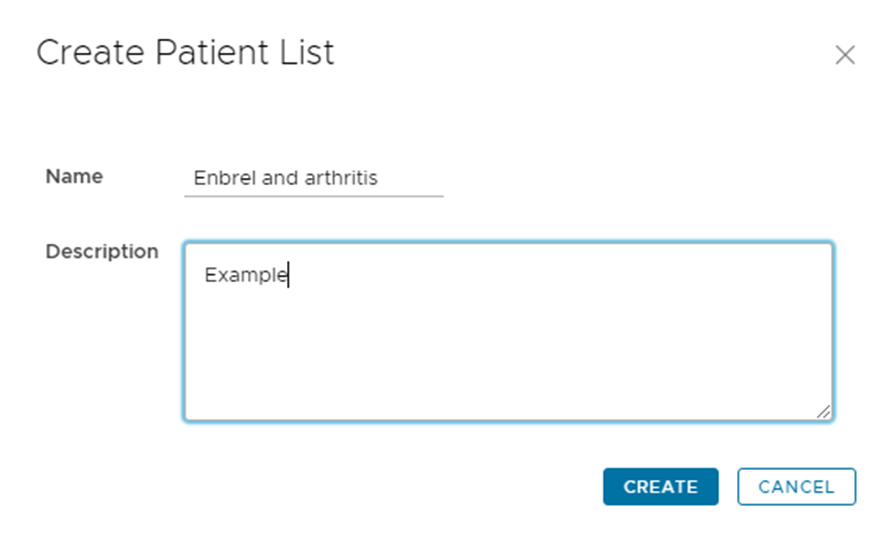 Create Patient List
Name Enbrel and arthritis
Description Example
CREATE CANCEL